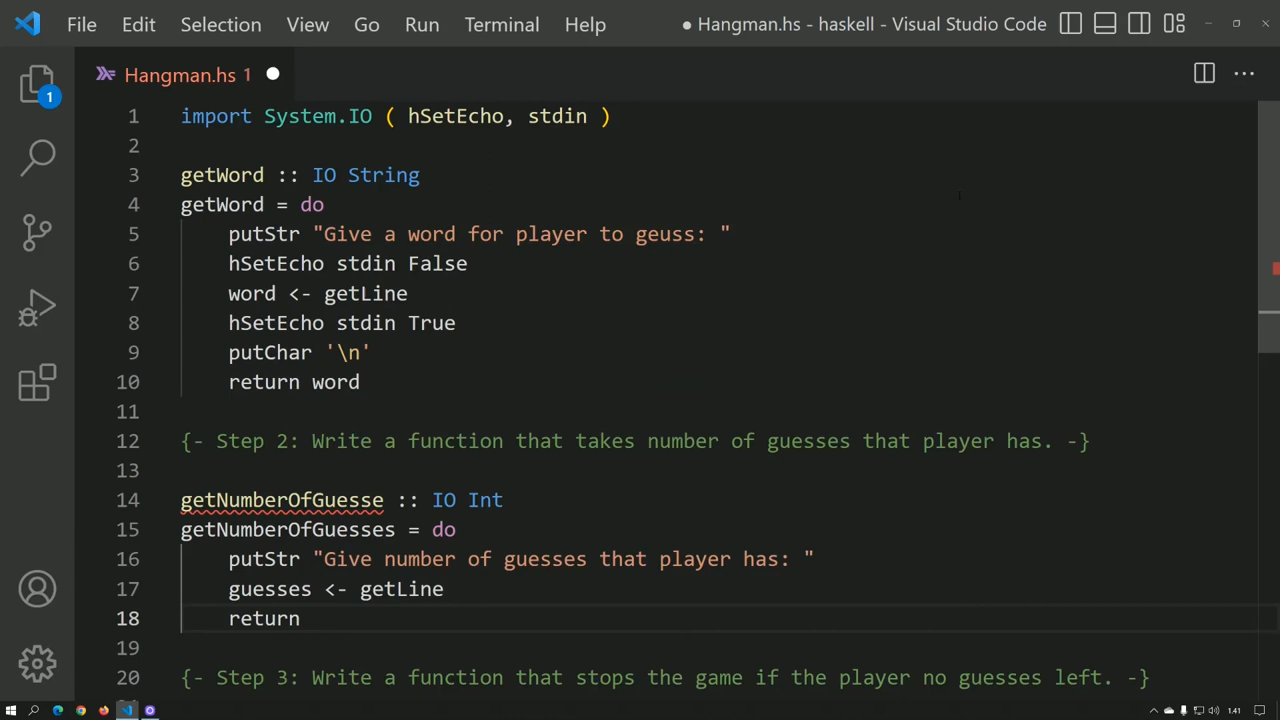 File Edit Selection View Go Run Terminal Help ● Hangman.hs - haskell - Visual Studio Code
Hangman.hs 1
1
1 import System.IO ( hSetEcho, stdin )
2
3 getWord :: IO String
4 getWord = do
5 putStr "Give a word for player to geuss: "
6 hSetEcho stdin False
7 word <- getLine
8 hSetEcho stdin True
9 putChar '\n'
10 return word
11
12 {- Step 2: Write a function that takes number of guesses that player has. -}
13
14 getNumberOfGuesse :: IO Int
15 getNumberOfGuesses = do
16 putStr "Give number of guesses that player has: "
17 guesses <- getLine
18 return
19
20 {- Step 3: Write a function that stops the game if the player no guesses left. -}
1.41